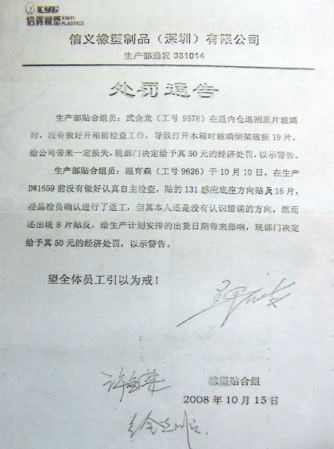 信义橡塑
XINYI
PLASTICS
信义橡塑制品（深圳）有限公司
生产部通发 081014
处罚通告
生产部贴合组员：武会龙（工号 9578）在退内仓退回原片玻璃
时，没有做好开箱前检查工作，导致打开木箱时玻璃倒架破损 19 片，
给公司带来一定损失，现部门决定给予其 50 元的经济处罚，以示警告。
生产部贴合组员：温育森（工号 9626）于 10 月 10 日，在生产
DW1659 前没有做好认真自主检查，贴的 131 感应底座方向贴反 16 片，
经品检员确认进行了返工，但其本人还是没有认识错误的方向，然而
还出现 8 片贴反，给生产计划安排的出货日期带来影响，现部门决定
给予其 50 元的经济处罚，以示警告。
望全体员工引以为戒！
橡塑贴合组
2008 年 10 月 15 日